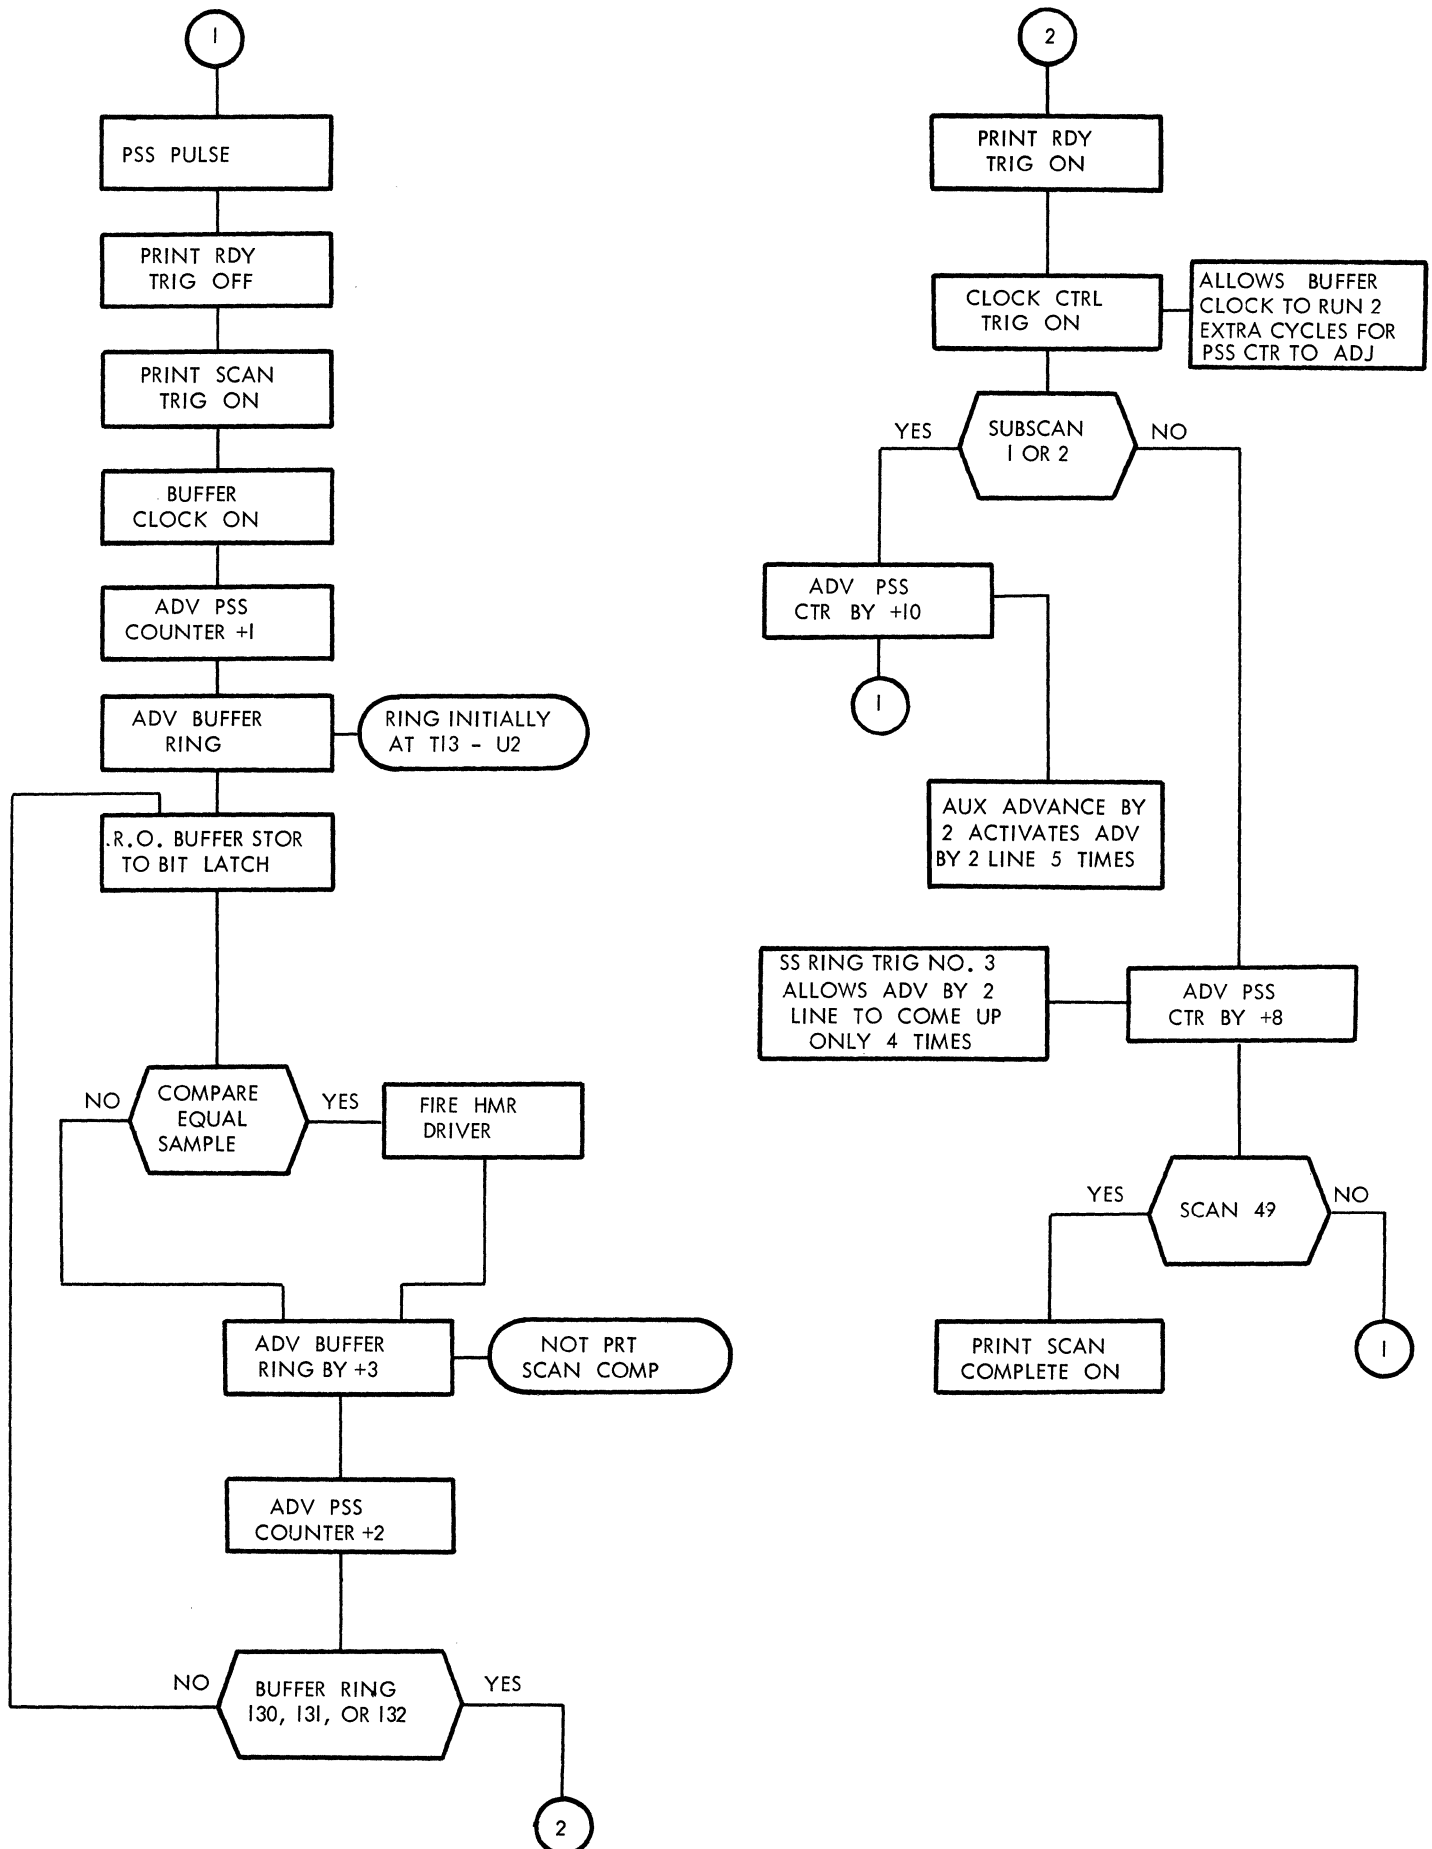 1
PSS PULSE
PRINT RDY
TRIG OFF
PRINT SCAN
TRIG ON
BUFFER
CLOCK ON
ADV PSS
COUNTER +1
ADV BUFFER
RING
RING INITIALLY
AT T13 - U2
R.O. BUFFER STOR
TO BIT LATCH
COMPARE
EQUAL
SAMPLE
NO
YES
FIRE HMR
DRIVER
ADV BUFFER
RING BY +3
NOT PRT
SCAN COMP
ADV PSS
COUNTER +2
BUFFER RING
130, 131, OR 132
NO
YES
2
2
PRINT RDY
TRIG ON
CLOCK CTRL
TRIG ON
ALLOWS BUFFER
CLOCK TO RUN 2
EXTRA CYCLES FOR
PSS CTR TO ADJ
SUBSCAN
1 OR 2
YES
NO
ADV PSS
CTR BY +10
1
AUX ADVANCE BY
2 ACTIVATES ADV
BY 2 LINE 5 TIMES
SS RING TRIG NO. 3
ALLOWS ADV BY 2
LINE TO COME UP
ONLY 4 TIMES
ADV PSS
CTR BY +8
SCAN 49
YES
NO
PRINT SCAN
COMPLETE ON
1